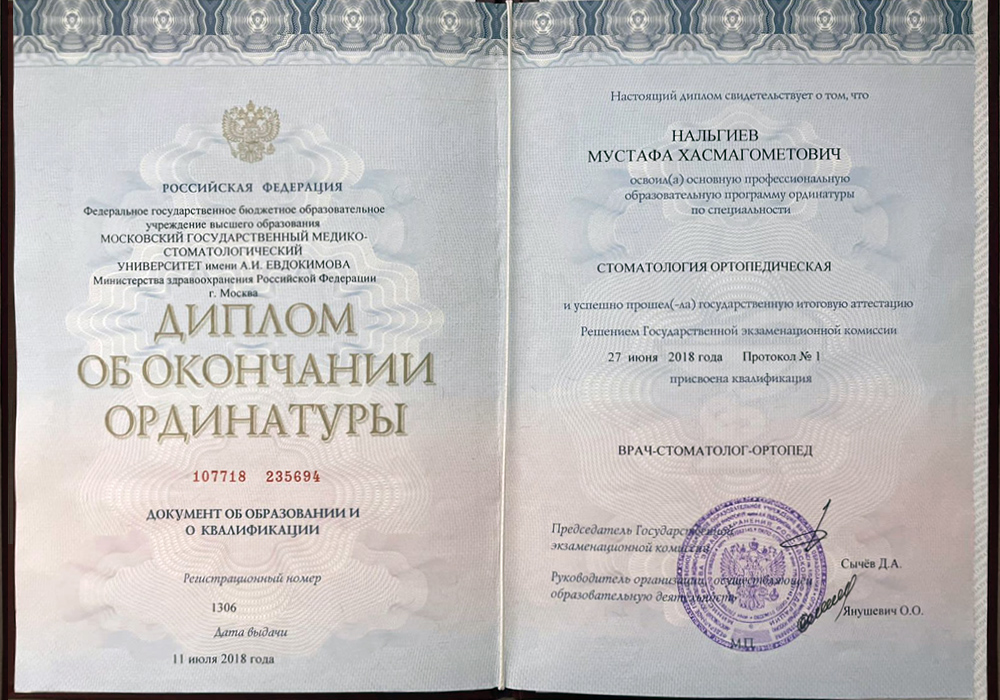 РОССИЙСКАЯ ФЕДЕРАЦИЯ
Федеральное государственное бюджетное образовательное
учреждение высшего образования
МОСКОВСКИЙ ГОСУДАРСТВЕННЫЙ МЕДИКО-
СТОМАТОЛОГИЧЕСКИЙ
УНИВЕРСИТЕТ имени А.И. ЕВДОКИМОВА
Министерства здравоохранения Российской Федерации
г. Москва
ДИПЛОМ
ОБ ОКОНЧАНИИ
ОРДИНАТУРЫ
107718 235694
ДОКУМЕНТ ОБ ОБРАЗОВАНИИ И
О КВАЛИФИКАЦИИ
Регистрационный номер
1306
Дата выдачи
11 июля 2018 года
Настоящий диплом свидетельствует о том, что
НАЛЬГИЕВ
МУСТАФА ХАСМАГОМЕТОВИЧ
освоил(а) основную профессиональную
образовательную программу ординатуры
по специальности
СТОМАТОЛОГИЯ ОРТОПЕДИЧЕСКАЯ
и успешно прошел(-ла) государственную итоговую аттестацию
Решением Государственной экзаменационной комиссии
27 июня 2018 года Протокол № 1
присвоена квалификация
ВРАЧ-СТОМАТОЛОГ-ОРТОПЕД
Председатель Государственной
экзаменационной комиссии
Сычёв Д.А.
Руководитель организации, осуществляющей
образовательную деятельность
Янушевич О.О.
М.П.